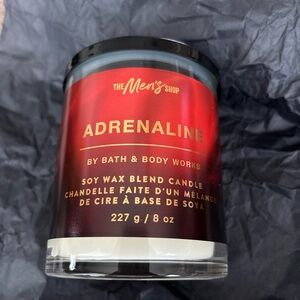 THE Men's SHOP
ADRENALINE
BY BATH & BODY WORKS
SOY WAX BLEND CANDLE
CHANDELLE FAITE D'UN MÉLANGE
DE CIRE À BASE DE SOYA
227 g / 8 oz